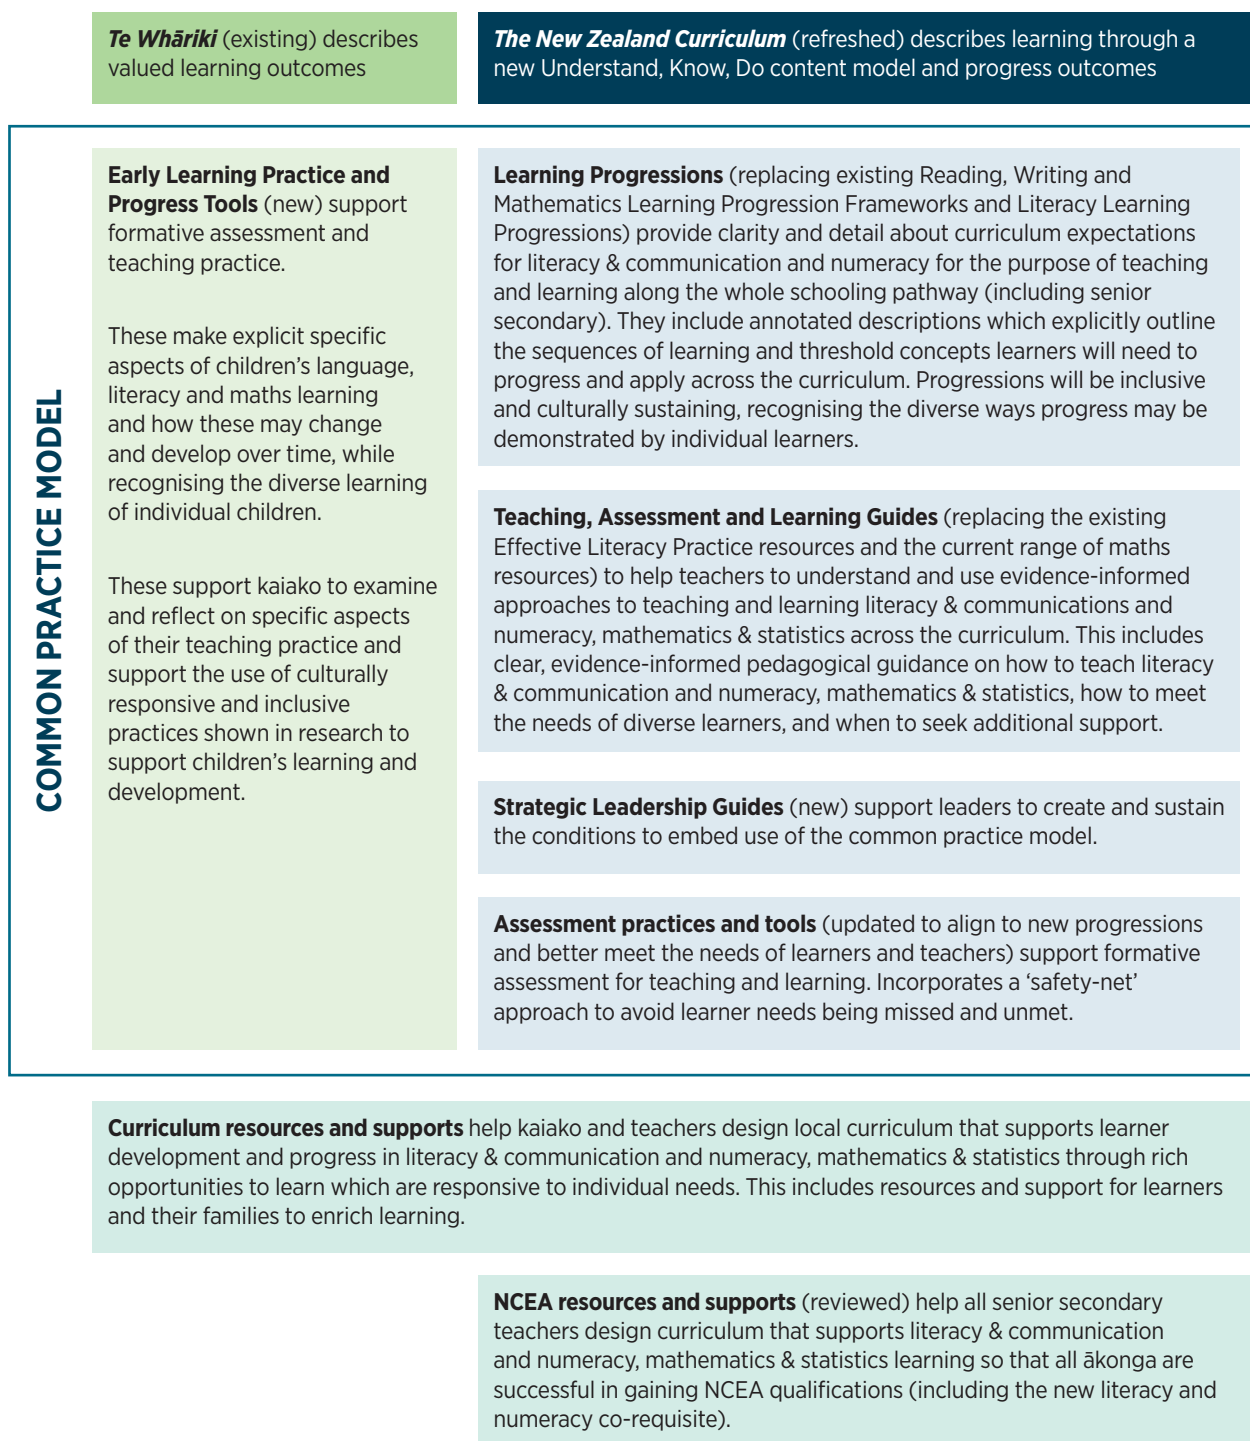 Te Whāriki (existing) describes
valued learning outcomes
The New Zealand Curriculum (refreshed) describes learning through a
new Understand, Know, Do content model and progress outcomes
COMMON PRACTICE MODEL
Early Learning Practice and
Progress Tools (new) support
formative assessment and
teaching practice.
These make explicit specific
aspects of children’s language,
literacy and maths learning
and how these may change
and develop over time, while
recognising the diverse learning
of individual children.
These support kaiako to examine
and reflect on specific aspects
of their teaching practice and
support the use of culturally
responsive and inclusive
practices shown in research to
support children’s learning and
development.
Learning Progressions (replacing existing Reading, Writing and
Mathematics Learning Progression Frameworks and Literacy Learning
Progressions) provide clarity and detail about curriculum expectations
for literacy & communication and numeracy for the purpose of teaching
and learning along the whole schooling pathway (including senior
secondary). They include annotated descriptions which explicitly outline
the sequences of learning and threshold concepts learners will need to
progress and apply across the curriculum. Progressions will be inclusive
and culturally sustaining, recognising the diverse ways progress may be
demonstrated by individual learners.
Teaching, Assessment and Learning Guides (replacing the existing
Effective Literacy Practice resources and the current range of maths
resources) to help teachers to understand and use evidence-informed
approaches to teaching and learning literacy & communications and
numeracy, mathematics & statistics across the curriculum. This includes
clear, evidence-informed pedagogical guidance on how to teach literacy
& communication and numeracy, mathematics & statistics, how to meet
the needs of diverse learners, and when to seek additional support.
Strategic Leadership Guides (new) support leaders to create and sustain
the conditions to embed use of the common practice model.
Assessment practices and tools (updated to align to new progressions
and better meet the needs of learners and teachers) support formative
assessment for teaching and learning. Incorporates a ‘safety-net’
approach to avoid learner needs being missed and unmet.
Curriculum resources and supports help kaiako and teachers design local curriculum that supports learner
development and progress in literacy & communication and numeracy, mathematics & statistics through rich
opportunities to learn which are responsive to individual needs. This includes resources and support for learners
and their families to enrich learning.
NCEA resources and supports (reviewed) help all senior secondary
teachers design curriculum that supports literacy & communication
and numeracy, mathematics & statistics learning so that all ākonga are
successful in gaining NCEA qualifications (including the new literacy and
numeracy co-requisite).